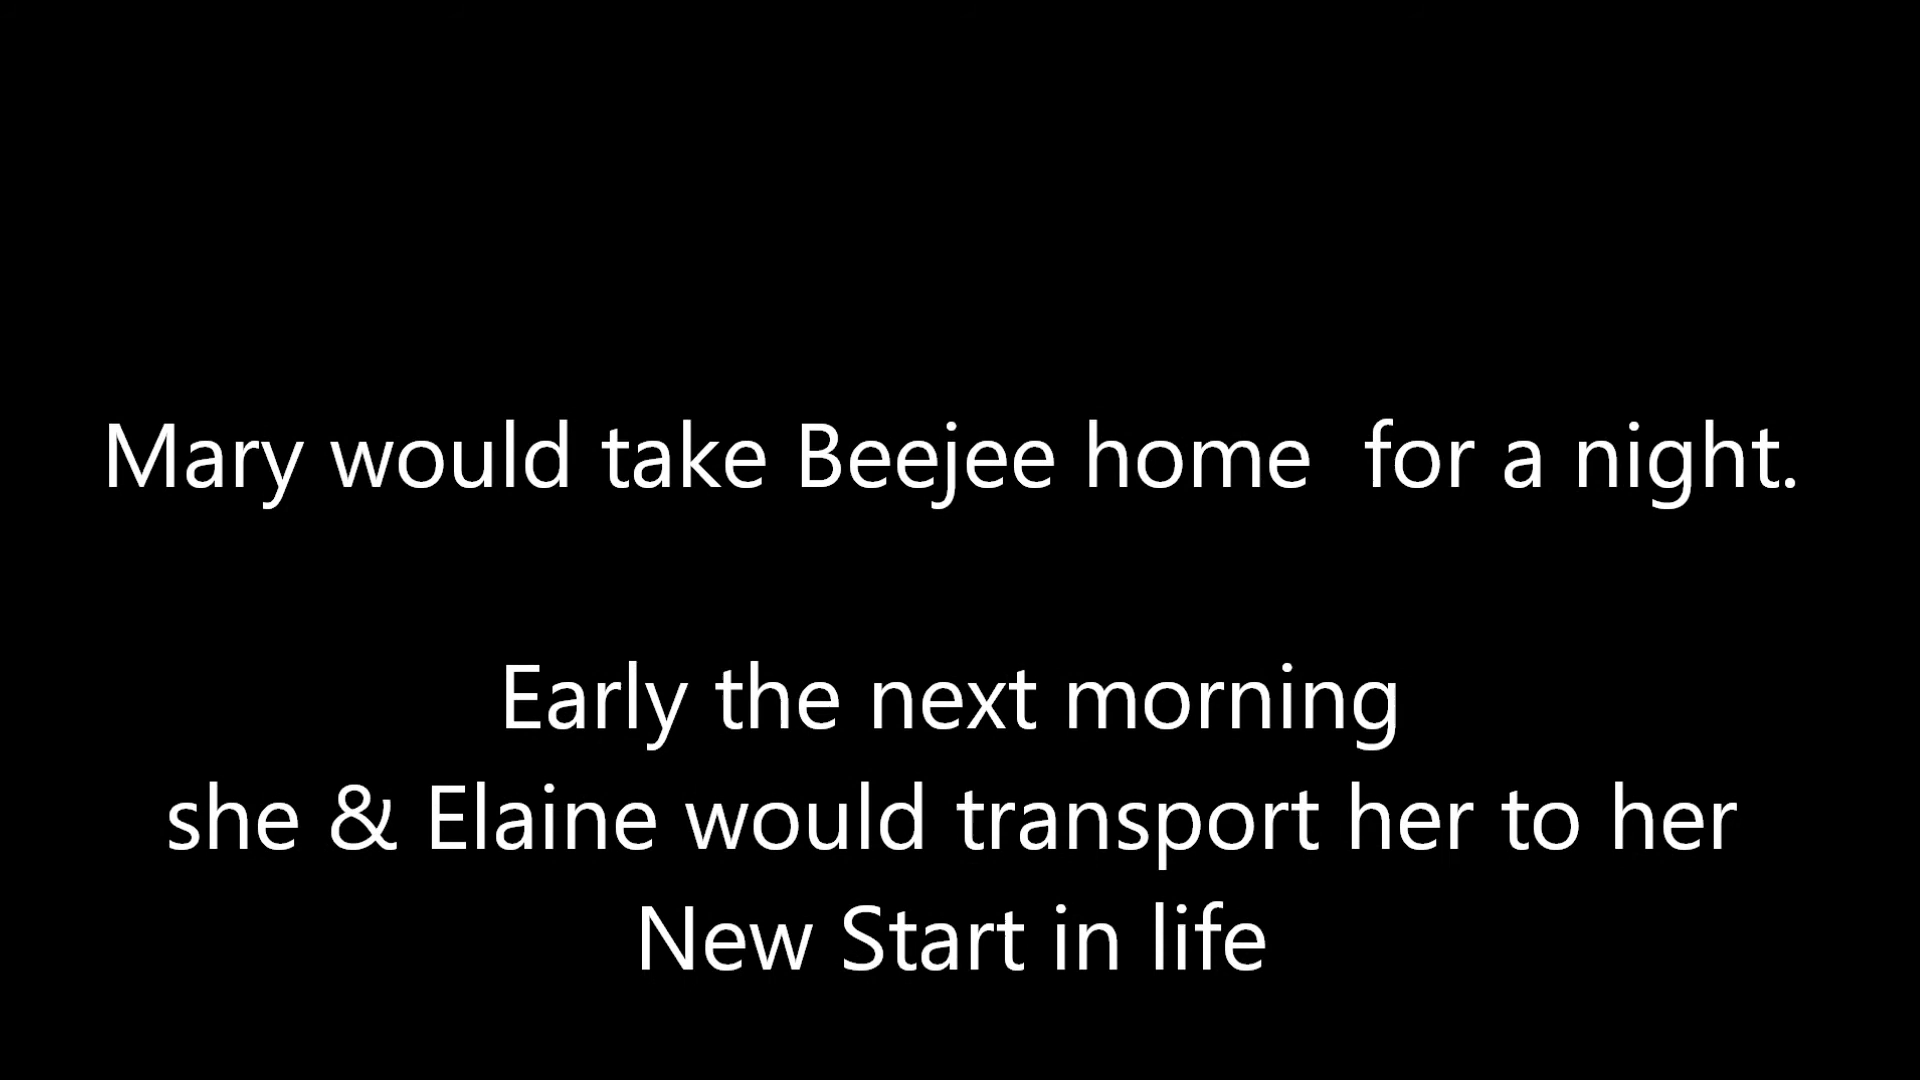 Mary would take Beejee home  for a night.
Early the next morning
she & Elaine would transport her to her
New Start in life